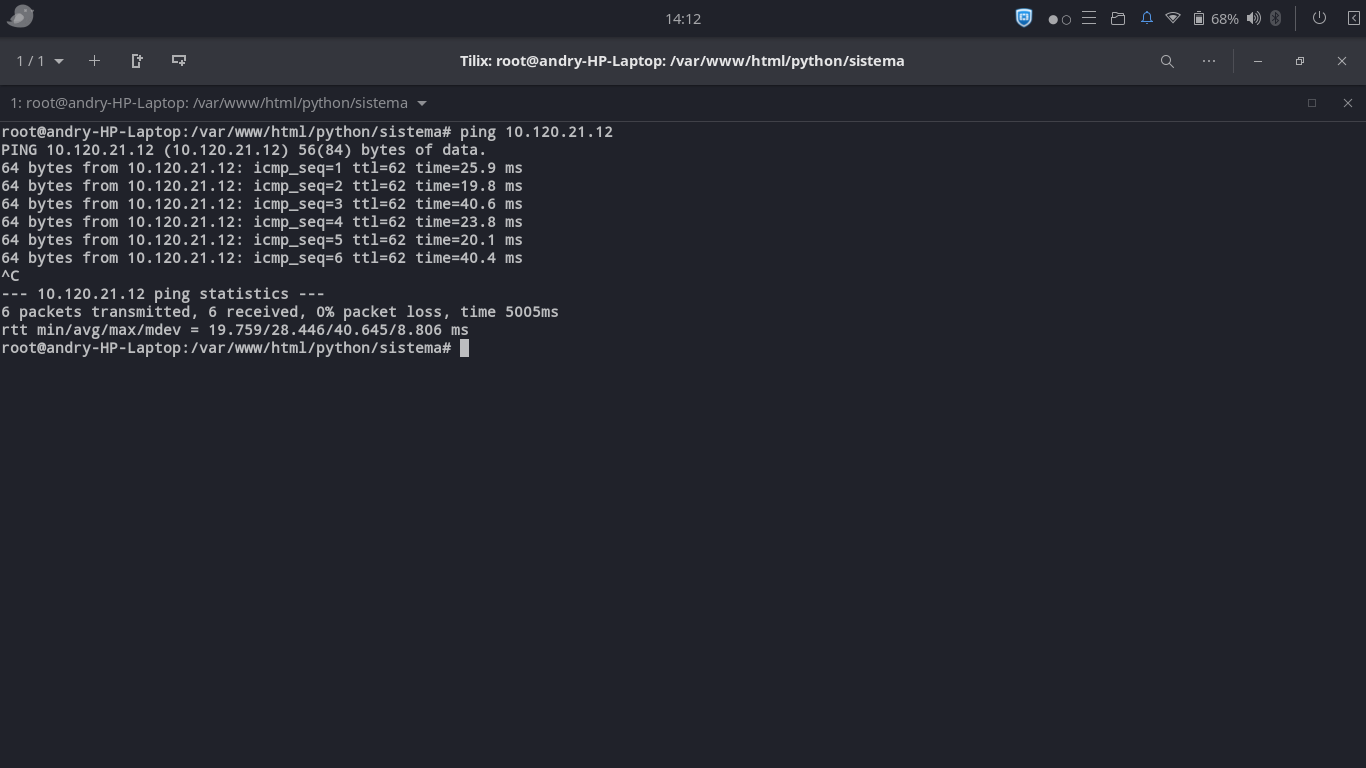 14:12
68%
1 / 1
Tilix: root@andry-HP-Laptop: /var/www/html/python/sistema
1: root@andry-HP-Laptop: /var/www/html/python/sistema
root@andry-HP-Laptop:/var/www/html/python/sistema# ping 10.120.21.12
PING 10.120.21.12 (10.120.21.12) 56(84) bytes of data.
64 bytes from 10.120.21.12: icmp_seq=1 ttl=62 time=25.9 ms
64 bytes from 10.120.21.12: icmp_seq=2 ttl=62 time=19.8 ms
64 bytes from 10.120.21.12: icmp_seq=3 ttl=62 time=40.6 ms
64 bytes from 10.120.21.12: icmp_seq=4 ttl=62 time=23.8 ms
64 bytes from 10.120.21.12: icmp_seq=5 ttl=62 time=20.1 ms
64 bytes from 10.120.21.12: icmp_seq=6 ttl=62 time=40.4 ms
^C
--- 10.120.21.12 ping statistics ---
6 packets transmitted, 6 received, 0% packet loss, time 5005ms
rtt min/avg/max/mdev = 19.759/28.446/40.645/8.806 ms
root@andry-HP-Laptop:/var/www/html/python/sistema#